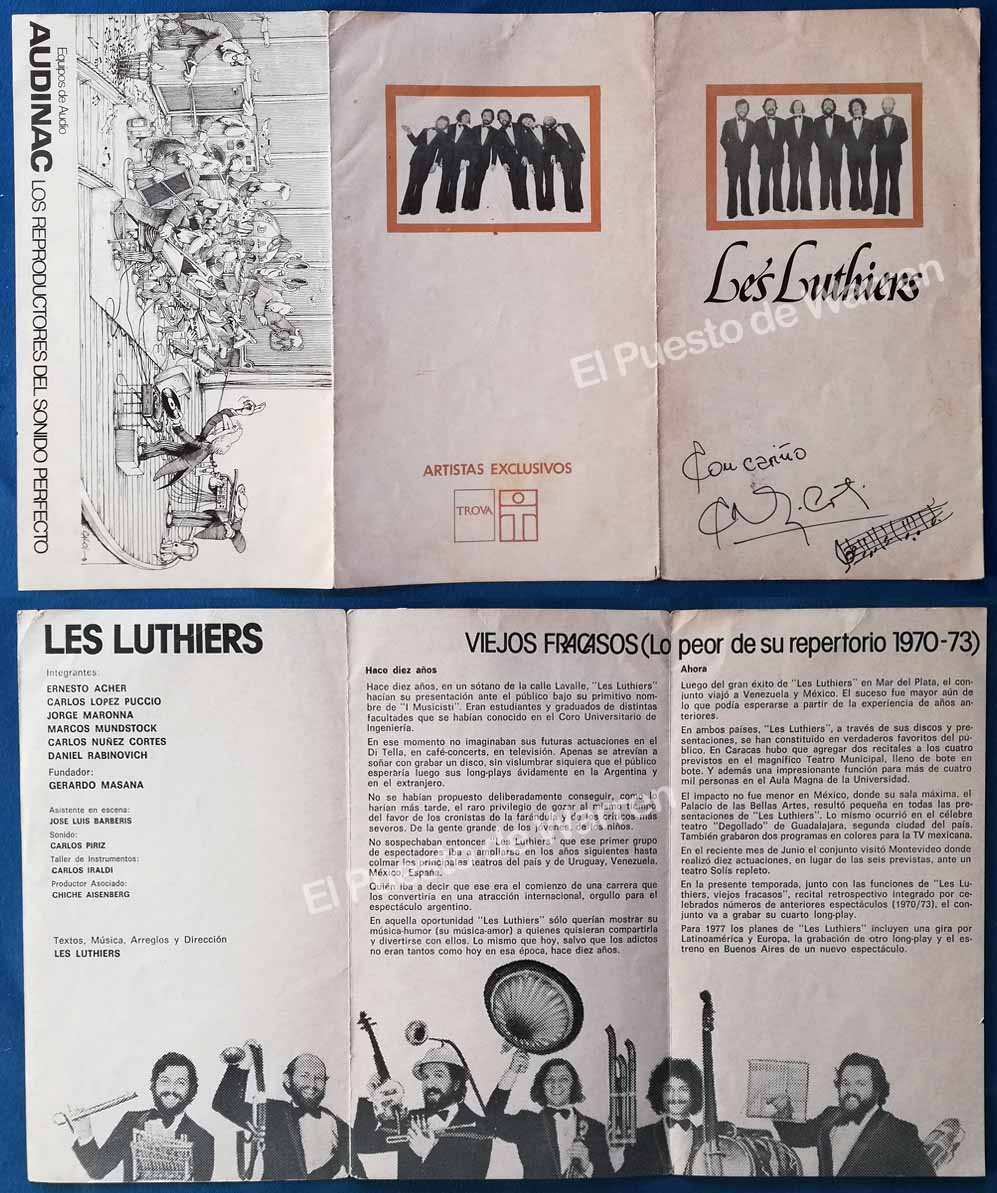 Equipos de Audio
AUDINAC LOS REPRODUCTORES DEL SONIDO PERFECTO
ARTISTAS EXCLUSIVOS
TROVA
Les Luthiers
El Puesto de Warren
Con cariño
LES LUTHIERS
Integrantes:
ERNESTO ACHER
CARLOS LOPEZ PUCCIO
JORGE MARONNA
MARCOS MUNDSTOCK
CARLOS NUÑEZ CORTES
DANIEL RABINOVICH
Fundador:
GERARDO MASANA
Asistente en escena:
JOSE LUIS BARBERIS
Sonido:
CARLOS PIRIZ
Taller de Instrumentos:
CARLOS IRALDI
Productor Asociado:
CHICHE AISENBERG
Textos, Música, Arreglos y Dirección
LES LUTHIERS
VIEJOS FRACASOS (Lo peor de su repertorio 1970-73)
Haco diez años
Hace diez años, en un sótano de la calle Lavalle, "Les Luthiers"
hacían su presentación ante el público bajo su primitivo nom-
bre de "I Musicisti". Eran estudiantes y graduados de distintas
facultades que se habían conocido en el Coro Universitario de
Ingeniería.
En ese momento no imaginaban sus futuras actuaciones en el
Di Tella, en café-concerts, en televisión. Apenas se atrevían a
soñar con grabar un disco, sin vislumbrar siquiera que el público
esperaría luego sus long-plays ávidamente en la Argentina y
en el extranjero.
No se habían propuesto deliberadamente conseguir, como
harían más tarde, el raro privilegio de gozar al mismo tiempo
del favor de los cronistas de la farándula y de los críticos más
severos. De la gente grande y de los niños.
No sospechaban entonces "Les Luthiers" que ese primer grupo
de espectadores iba a ampliarse en los años siguientes hasta
colmar los principales teatros del país y de Uruguay, Venezuela,
México, España.
Quién iba a decir que ese era el comienzo de una carrera que
los convertiría en una atracción internacional, orgullo para el
espectáculo argentino.
En aquella oportunidad "Les Luthiers" sólo querían mostrar su
música-humor (su música-amor) a quienes quisieran compartirla
y divertirse con ellos. Lo mismo que hoy, salvo que los adictos
no eran tantos como hoy en esa época, hace diez años.
Ahora
Luego del gran éxito de "Les Luthiers" en Mar del Plata, el con-
junto viajó a Venezuela y México. El suceso fue mayor aún de
lo que podía esperarse a partir de la experiencia de años an-
teriores.
En ambos países, "Les Luthiers", a través de sus discos y pre-
sentaciones, se han constituido en verdaderos favoritos del pú-
blico. En Caracas hubo que agregar dos recitales a los cuatro
previstos en el magnífico Teatro Municipal, lleno de bote en
bote. Y además una impresionante función para más de cuatro
mil personas en el Aula Magna de la Universidad.
El impacto no fue menor en México, donde su sala máxima, el
Palacio de las Bellas Artes, resultó pequeña en todas las pre-
sentaciones de "Les Luthiers". Lo mismo ocurrió en el célebre
teatro "Degollado" de Guadalajara, segunda ciudad del país.
También grabaron dos programas en colores para la TV mexicana.
En el reciente mes de Junio el conjunto visitó Montevideo donde
realizó diez actuaciones, en lugar de las seis previstas, ante un
teatro Solís repleto.
En la presente temporada, junto con las funciones de "Les Lu-
thiers, viejos fracasos", recital retrospectivo integrado por ce-
lebrados números de anteriores espectáculos (1970/73), el con-
junto va a grabar su cuarto long-play.
Para 1977 los planes de "Les Luthiers" incluyen una gira por
Latinoamérica y Europa, la grabación de otro long-play y el es-
treno en Buenos Aires de un nuevo espectáculo.
El Puesto de Warren